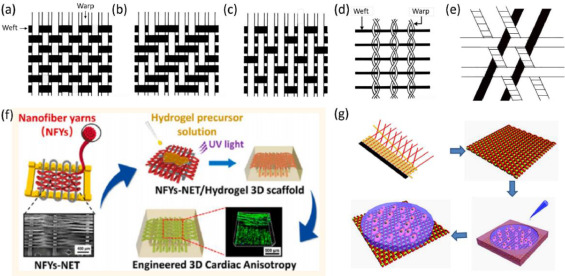 (a)
Warp
Weft
(b)
(c)
(d)
Weft
Warp
(e)
(f)
Nanofiber yarns
(NFYs)
Hydrogel precursor
solution
UV light
NFYs-NET/Hydrogel 3D scaffold
500 μm
NFYs-NET
500 μm
Engineered 3D Cardiac Anisotropy
(g)